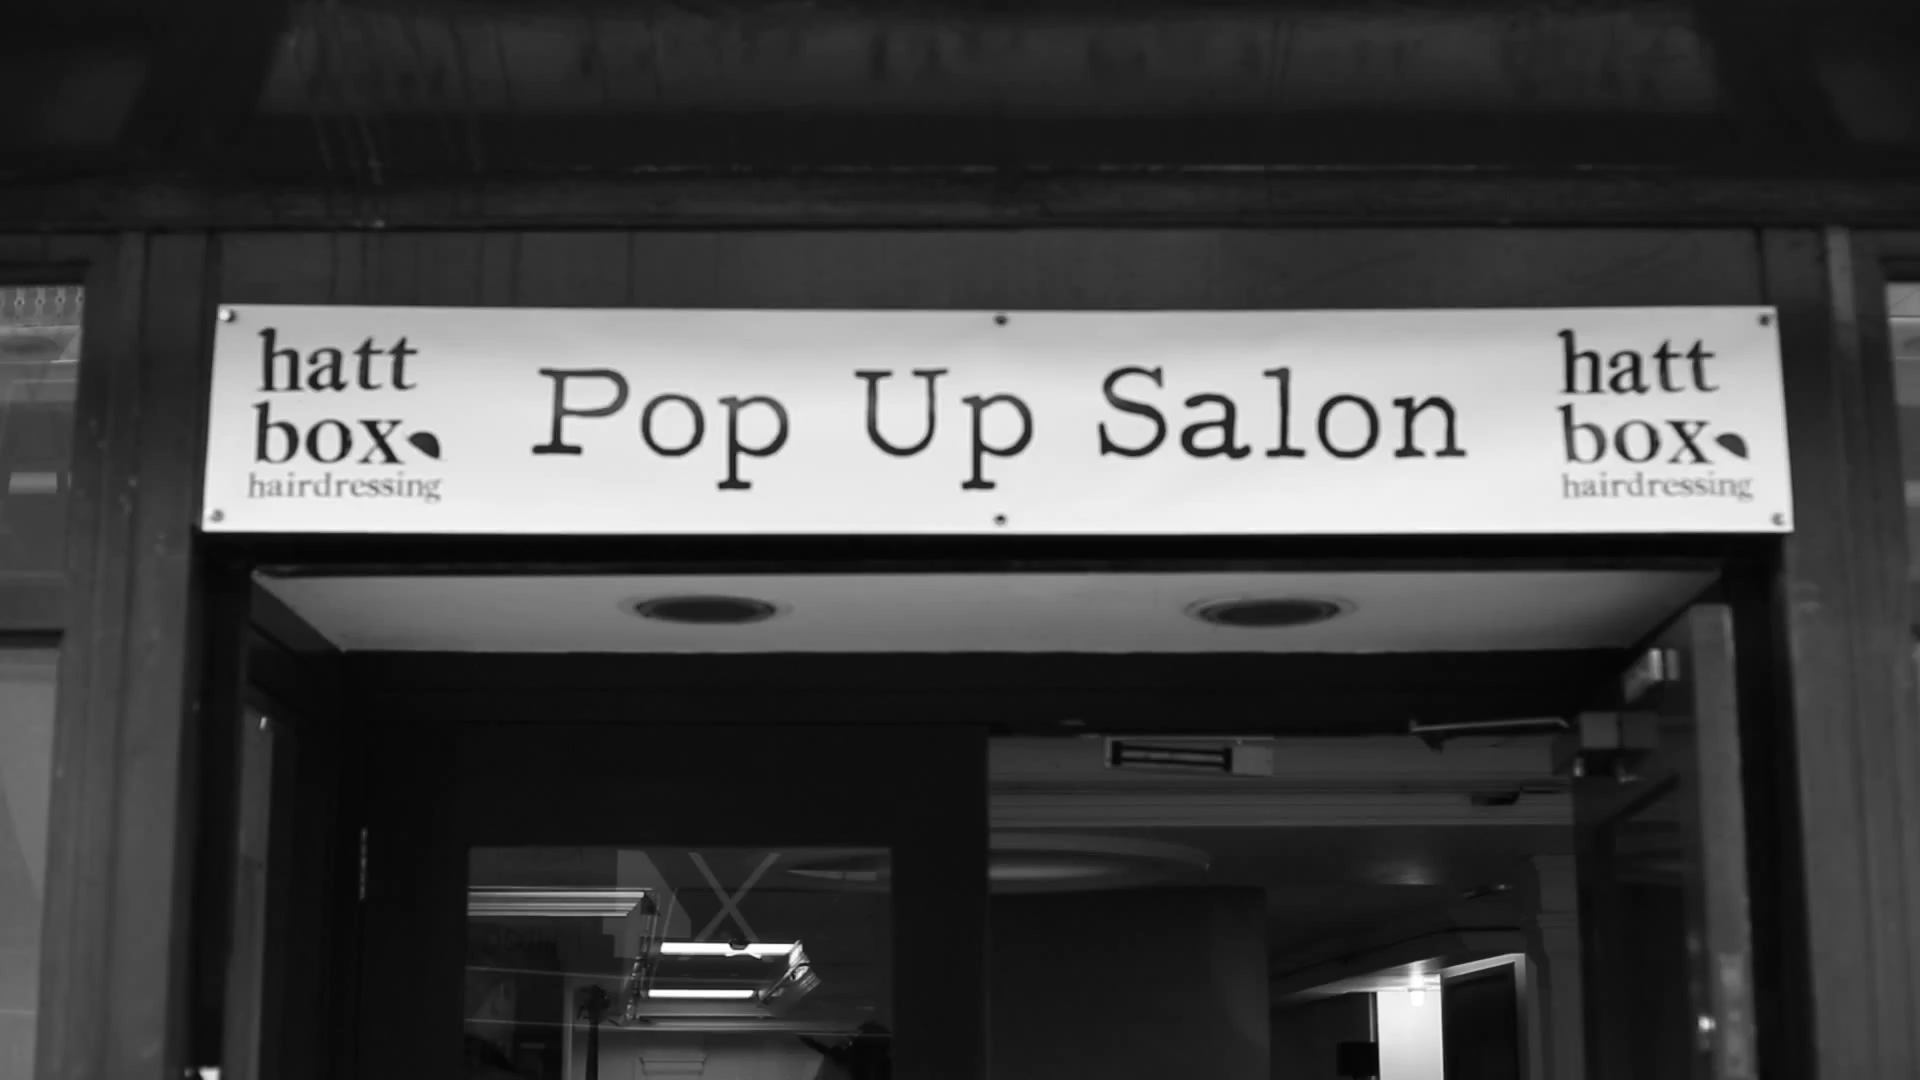 hatt
box
hairdressing
Pop Up Salon
hatt
box
hairdressing